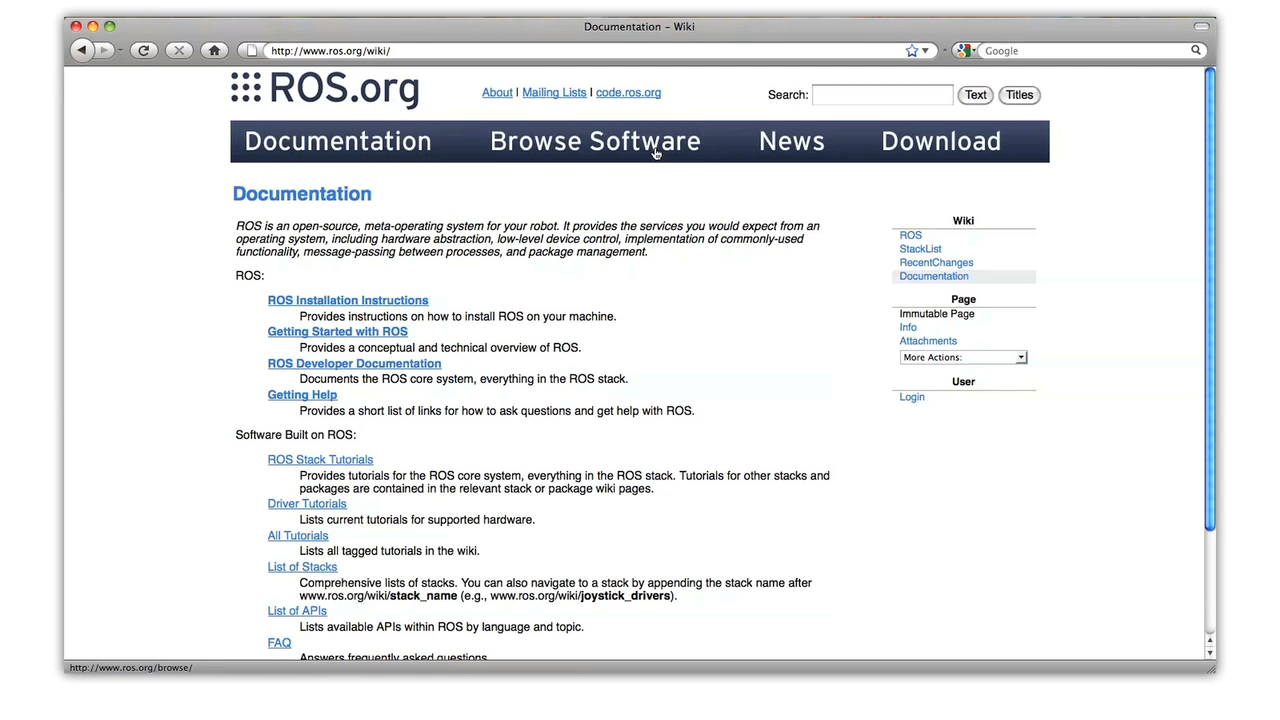 Documentation – Wiki
http://www.ros.org/wiki/
Google
ROS.org
About | Mailing Lists | code.ros.org
Search:
Text
Titles
Documentation
Browse Software
News
Download
Documentation
ROS is an open-source, meta-operating system for your robot. It provides the services you would expect from an
operating system, including hardware abstraction, low-level device control, implementation of commonly-used
functionality, message-passing between processes, and package management.
ROS:
ROS Installation Instructions
Provides instructions on how to install ROS on your machine.
Getting Started with ROS
Provides a conceptual and technical overview of ROS.
ROS Developer Documentation
Documents the ROS core system, everything in the ROS stack.
Getting Help
Provides a short list of links for how to ask questions and get help with ROS.
Software Built on ROS:
ROS Stack Tutorials
Provides tutorials for the ROS core system, everything in the ROS stack. Tutorials for other stacks and
packages are contained in the relevant stack or package wiki pages.
Driver Tutorials
Lists current tutorials for supported hardware.
All Tutorials
Lists all tagged tutorials in the wiki.
List of Stacks
Comprehensive lists of stacks. You can also navigate to a stack by appending the stack name after
www.ros.org/wiki/stack_name (e.g., www.ros.org/wiki/joystick_drivers).
List of APIs
Lists available APIs within ROS by language and topic.
FAQ
Answers frequently asked questions
Wiki
ROS
StackList
RecentChanges
Documentation
Page
Immutable Page
Info
Attachments
More Actions:
User
Login
http://www.ros.org/browse/